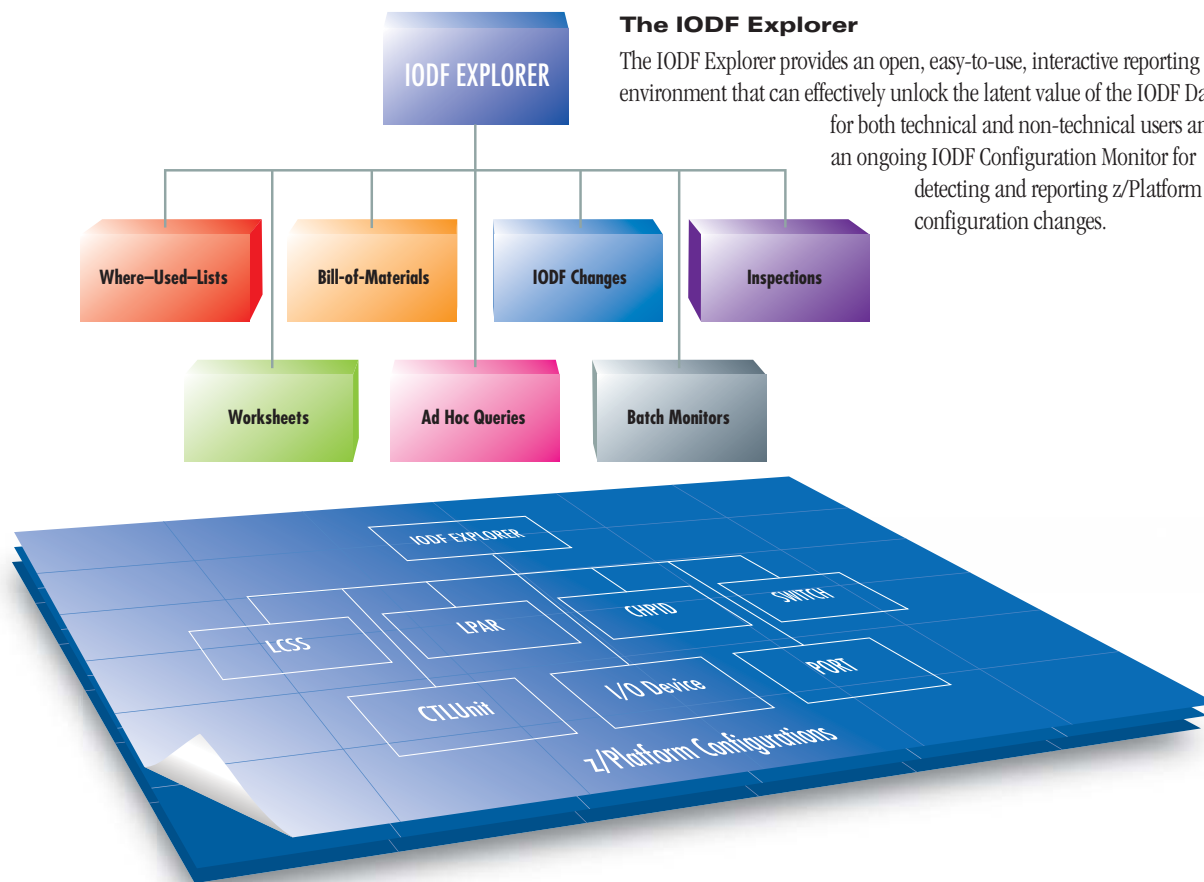 IODF EXPLORER
The IODF Explorer
The IODF Explorer provides an open, easy-to-use, interactive reporting
environment that can effectively unlock the latent value of the IODF
for both technical and non-technical users
an ongoing IODF Configuration Monitor for
detecting and reporting z/Platform
configuration changes.
Where–Used–Lists
Bill-of-Materials
IODF Changes
Inspections
Worksheets
Ad Hoc Queries
Batch Monitors
IODF EXPLORER
LCSS
LPAR
CHPID
SWITCH
CTLUnit
I/O Device
PORT
z/Platform Configurations